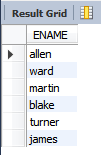 Result Grid
ENAME
allen
ward
martin
blake
turner
james